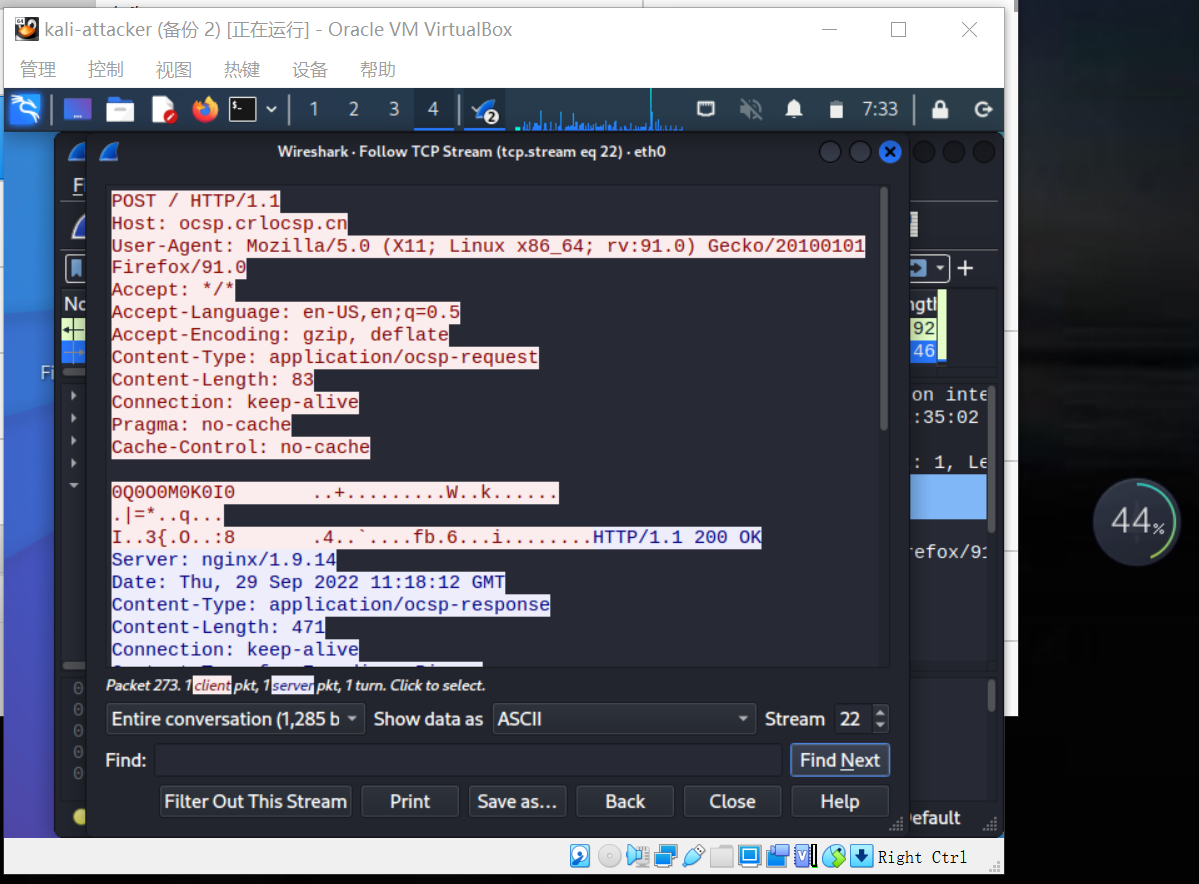 kali-attacker (备份 2) [正在运行] - Oracle VM VirtualBox
管理 控制 视图 热键 设备 帮助
1 2 3 4 2 7:33
Wireshark · Follow TCP Stream (tcp.stream eq 22) · eth0
POST / HTTP/1.1
Host: ocsp.crlocsp.cn
User-Agent: Mozilla/5.0 (X11; Linux x86_64; rv:91.0) Gecko/20100101
Firefox/91.0
Accept: */*
Accept-Language: en-US,en;q=0.5
Accept-Encoding: gzip, deflate
Content-Type: application/ocsp-request
Content-Length: 83
Connection: keep-alive
Pragma: no-cache
Cache-Control: no-cache
0Q0O0M0K0I0 ..+.........W..k......
.|=*..q...
I..3{.O..:8 .4..`....fb.6...i........HTTP/1.1 200 OK
Server: nginx/1.9.14
Date: Thu, 29 Sep 2022 11:18:12 GMT
Content-Type: application/ocsp-response
Content-Length: 471
Connection: keep-alive
Packet 273. 1 client pkt, 1 server pkt, 1 turn. Click to select.
Entire conversation (1,285 b Show data as ASCII Stream 22
Find: Find Next
Filter Out This Stream Print Save as… Back Close Help
No
ngth
92
46
Fi
on inte
:35:02
: 1, Le
refox/91
efault
44%
Right Ctrl